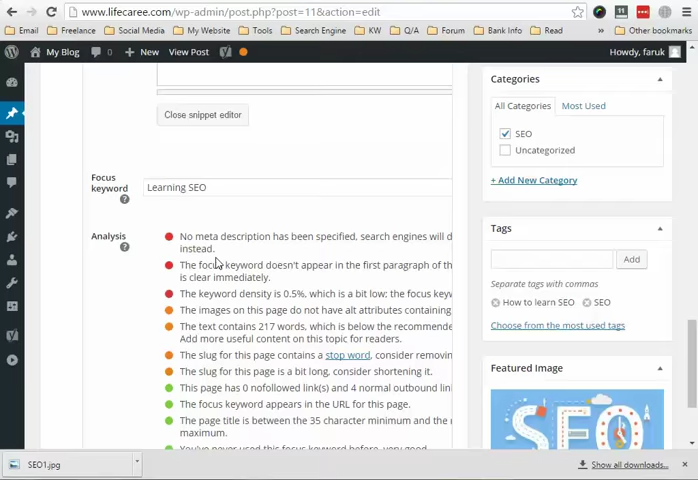 www.lifecaree.com/wp-admin/post.php?post=11&action=edit
Email Freelance Social Media My Website Tools Search Engine KW Q/A Forum Bank Info Read » Other bookmarks
My Blog 0 + New View Post Howdy, faruk
Close snippet editor
Focus
keyword
Learning SEO
Analysis
No meta description has been specified, search engines will d
instead.
The focus keyword doesn't appear in the first paragraph of th
is clear immediately.
The keyword density is 0.5%, which is a bit low: the focus keyw
The images on this page do not have alt attributes containing
The text contains 217 words, which is below the recommende
Add more useful content on this topic for readers.
The slug for this page contains a stop word, consider removin
The slug for this page is a bit long, consider shortening it.
This page has 0 nofollowed link(s) and 4 normal outbound lin
The focus keyword appears in the URL for this page.
The page title is between the 35 character minimum and the r
maximum.
You've never used this focus keyword before, very good.
Categories
All Categories Most Used
SEO
Uncategorized
+ Add New Category
Tags
Add
Separate tags with commas
How to learn SEO SEO
Choose from the most used tags
Featured Image
SEO
SEO1.jpg
Show all downloads...